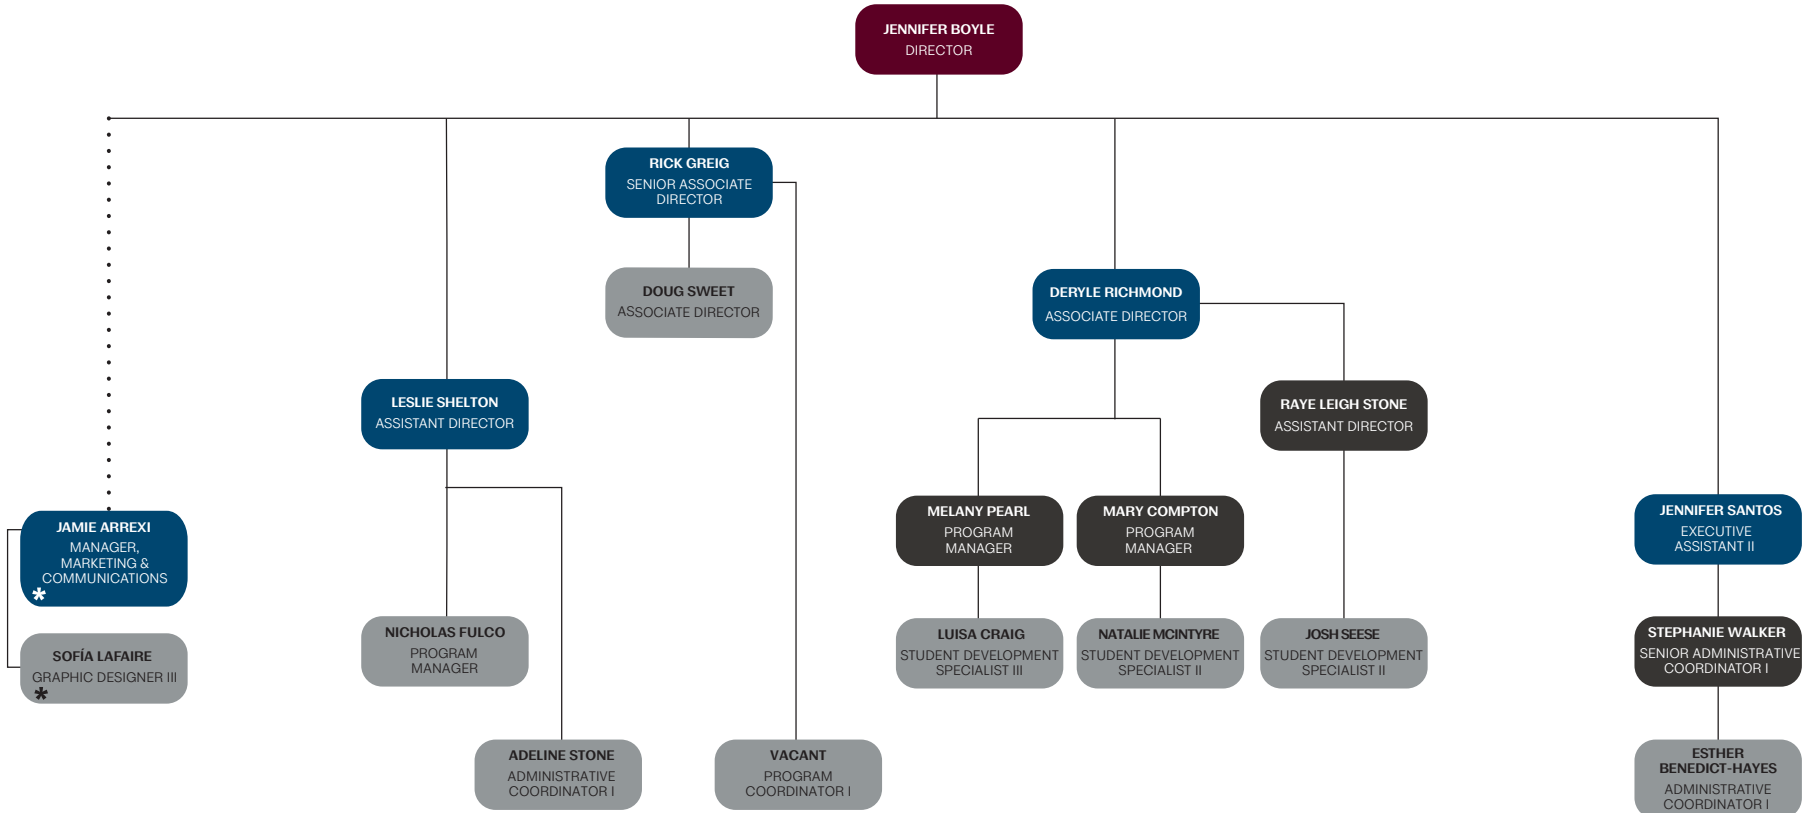 JENNIFER BOYLE
DIRECTOR
RICK GREIG
SENIOR ASSOCIATE
DIRECTOR
DOUG SWEET
ASSOCIATE DIRECTOR
DERYLE RICHMOND
ASSOCIATE DIRECTOR
LESLIE SHELTON
ASSISTANT DIRECTOR
RAYE LEIGH STONE
ASSISTANT DIRECTOR
JAMIE ARREXI
MANAGER,
MARKETING &
COMMUNICATIONS
*
MELANY PEARL
PROGRAM
MANAGER
MARY COMPTON
PROGRAM
MANAGER
JENNIFER SANTOS
EXECUTIVE
ASSISTANT II
SOFÍA LAFAIRE
GRAPHIC DESIGNER III
*
NICHOLAS FULCO
PROGRAM
MANAGER
LUISA CRAIG
STUDENT DEVELOPMENT
SPECIALIST III
NATALIE MCINTYRE
STUDENT DEVELOPMENT
SPECIALIST II
JOSH SEESE
STUDENT DEVELOPMENT
SPECIALIST II
STEPHANIE WALKER
SENIOR ADMINISTRATIVE
COORDINATOR I
ADELINE STONE
ADMINISTRATIVE
COORDINATOR I
VACANT
PROGRAM
COORDINATOR I
ESTHER
BENEDICT-HAYES
ADMINISTRATIVE
COORDINATOR I